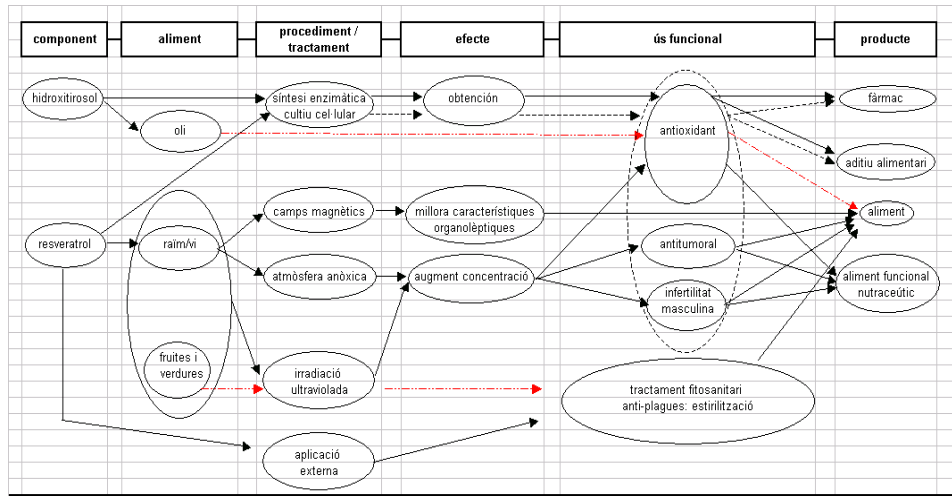 component
aliment
procediment /
tractament
efecte
ús funcional
producte
hidroxitirosol
síntesi enzimàtica
cultiu cel·lular
obtención
fàrmac
oli
antioxidant
aditiu alimentari
camps magnètics
millora característiques
organolèptiques
aliment
resveratrol
raïm/vi
antitumoral
atmòsfera anòxica
augment concentració
aliment funcional
nutraceútic
infertilitat
masculina
fruites i
verdures
irradiació
ultraviolada
tractament fitosanitari
anti-plagues: estirilització
aplicació
externa